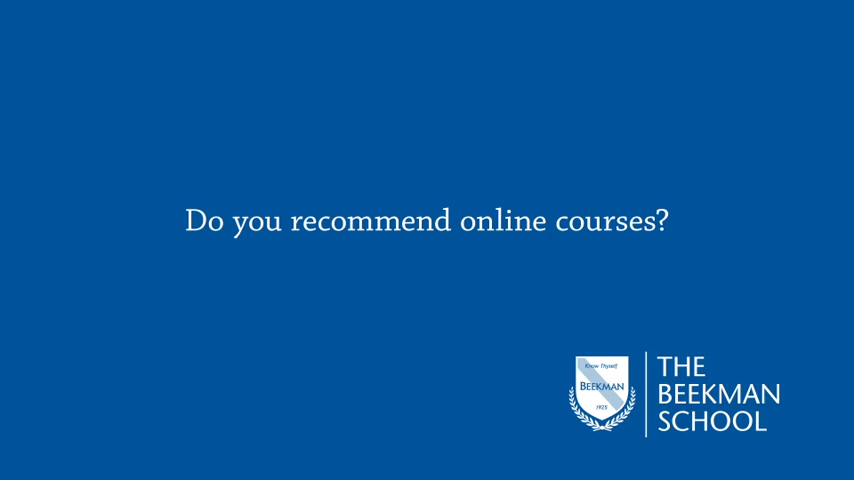 Do you recommend online courses?
Know Thyself
BEEKMAN
1925
THE
BEEKMAN
SCHOOL